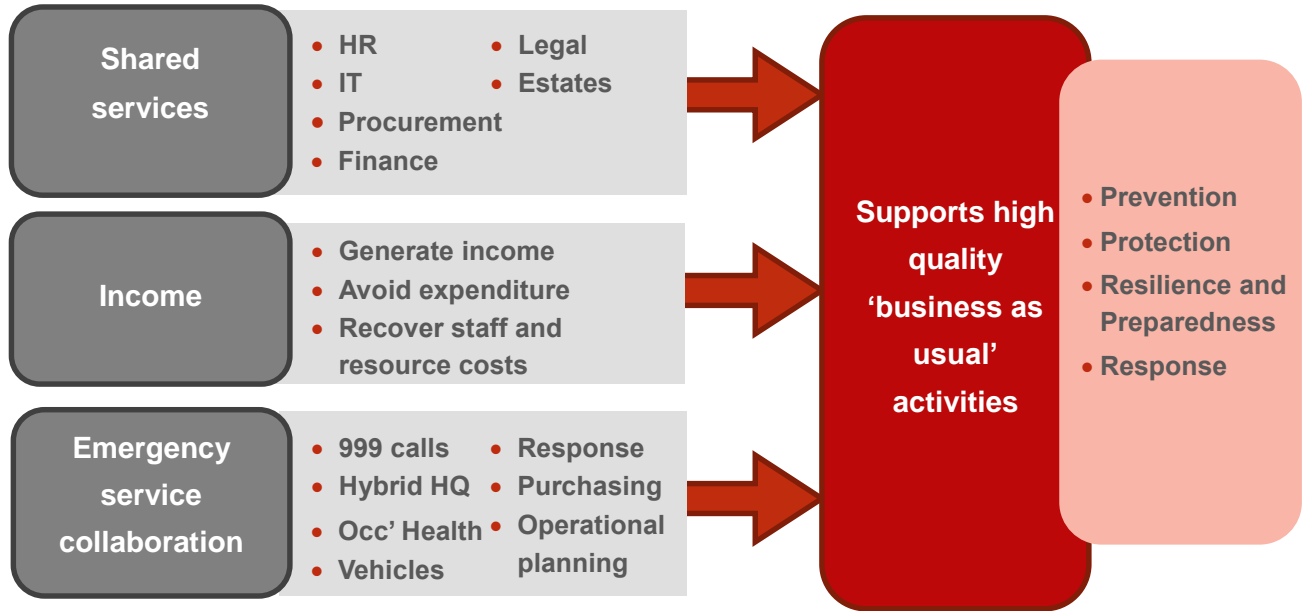 Shared
services
• HR
• IT
• Procurement
• Finance
• Legal
• Estates
Income
• Generate income
• Avoid expenditure
• Recover staff and
resource costs
Emergency
service
collaboration
• 999 calls
• Hybrid HQ
• Occ’ Health
• Vehicles
• Response
• Purchasing
• Operational
planning
Supports high
quality
‘business as
usual’
activities
• Prevention
• Protection
• Resilience and
Preparedness
• Response